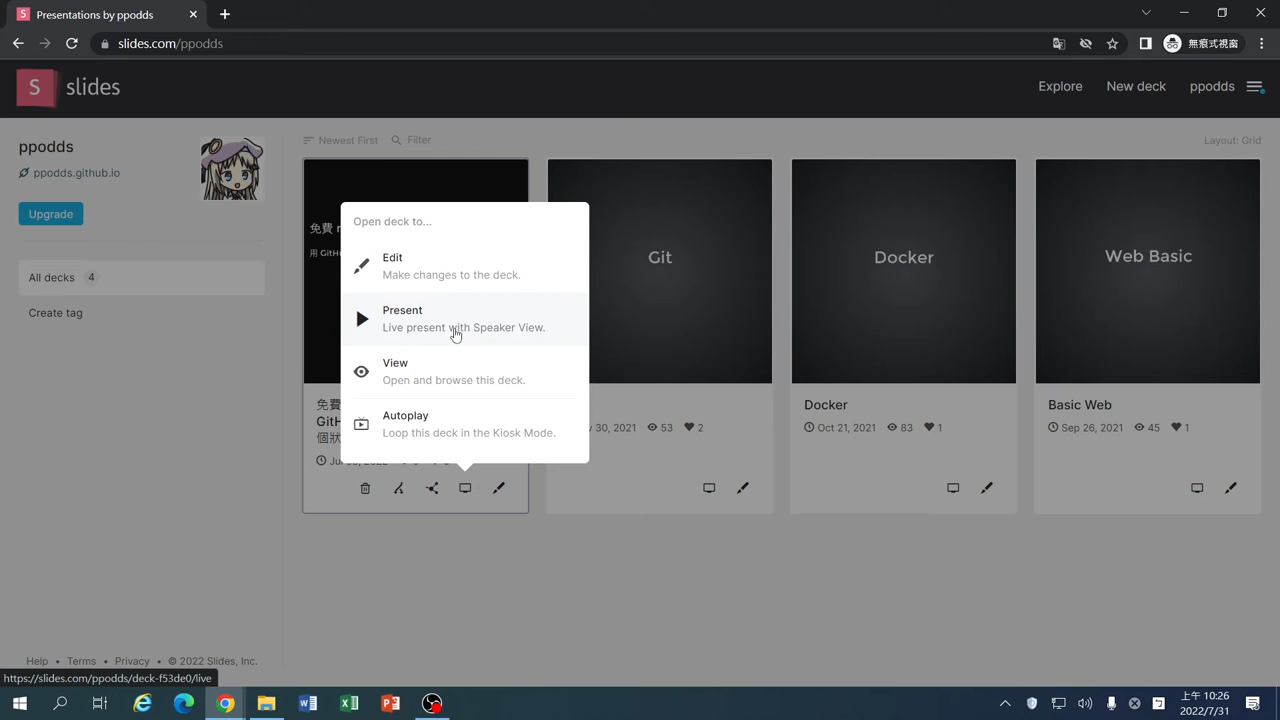 Presentations by ppodds
slides.com/ppodds
無痕式視窗
S slides
Explore
New deck
ppodds
ppodds
ppodds.github.io
Upgrade
All decks 4
Create tag
Newest First
Filter
Layout: Grid
免費
用 GitH
Open deck to...
Edit
Make changes to the deck.
Present
Live present with Speaker View.
View
Open and browse this deck.
Autoplay
Loop this deck in the Kiosk Mode.
Git
Docker
Web Basic
免
GitH
個狀
30, 2021 53 2
Docker
Oct 21, 2021 83 1
Basic Web
Sep 26, 2021 45 1
Help • Terms • Privacy • © 2022 Slides, Inc.
https://slides.com/ppodds/deck-f53de0/live
上午 10:26
2022/7/31